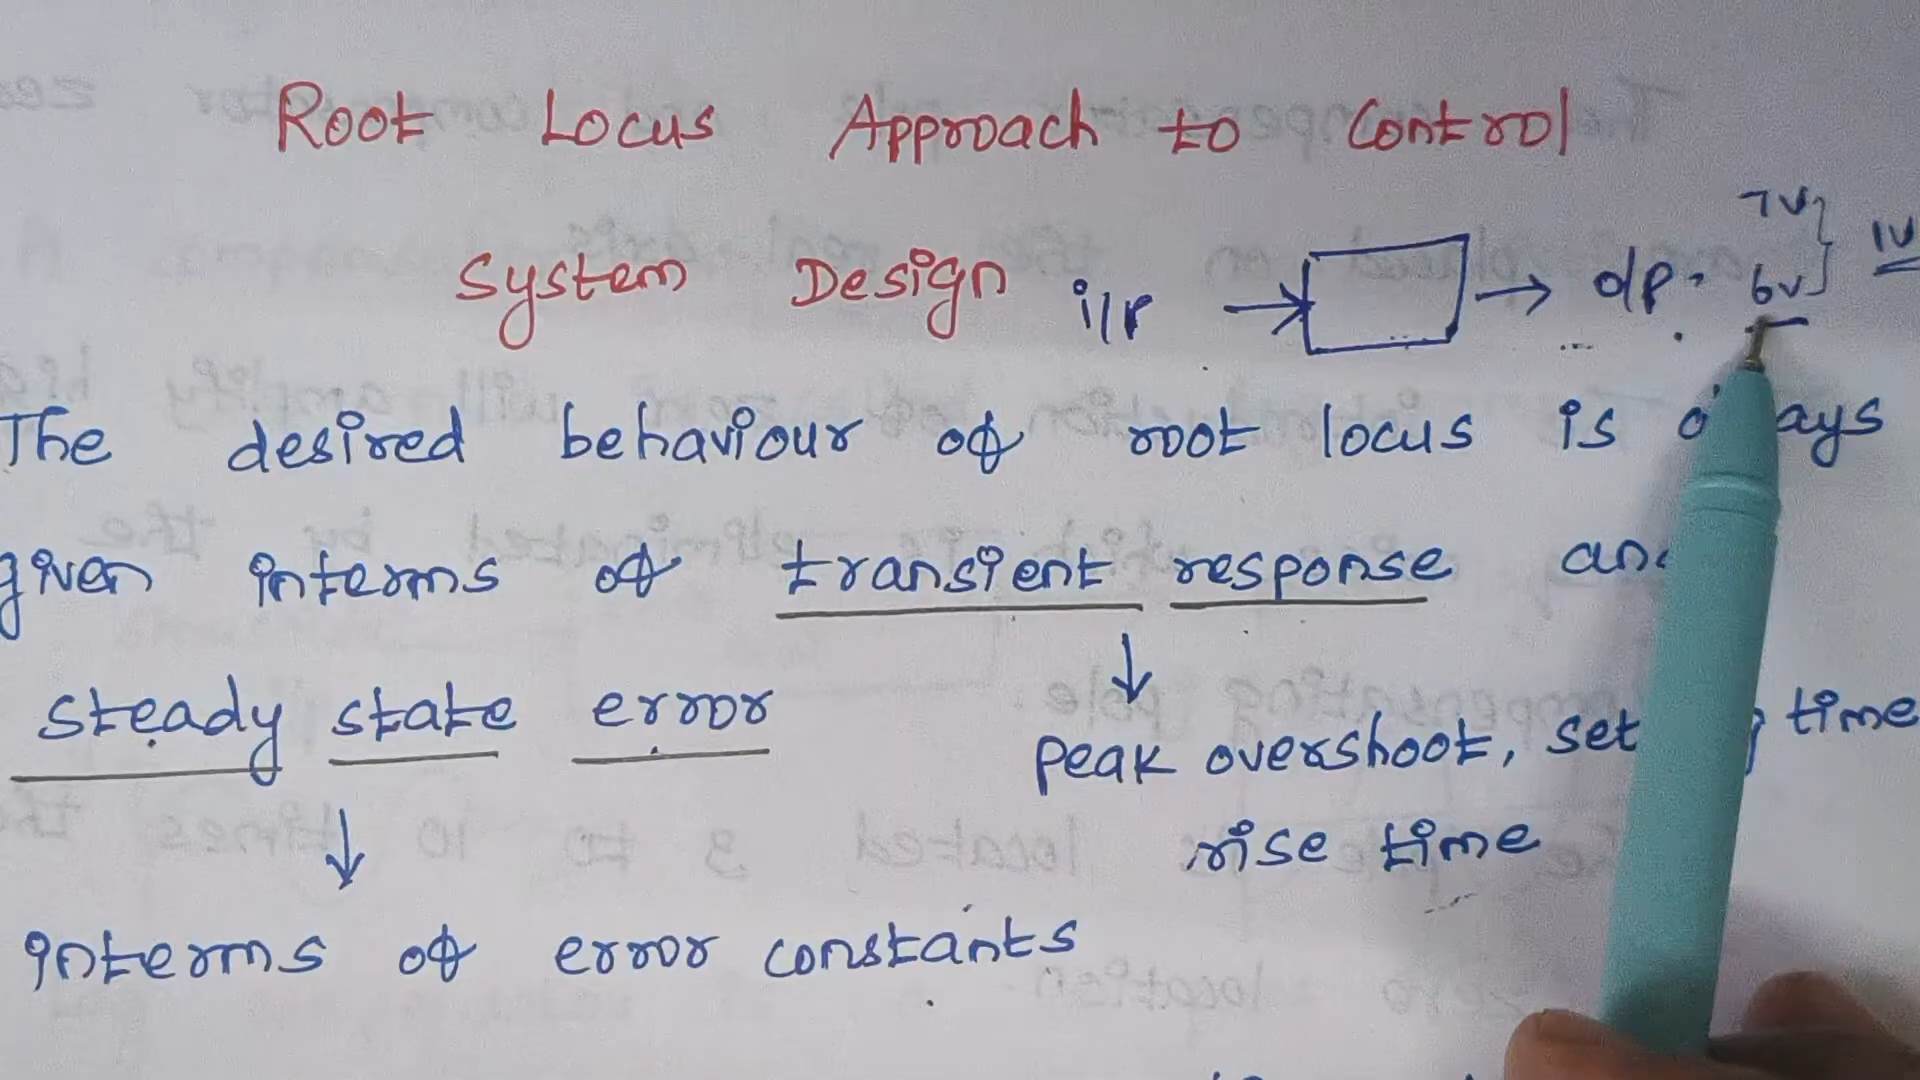 Root Locus Approach to Control
System Design
i/p → → o/p. 7V } 1V
6V
The desired behaviour of root locus is
given interms of transient response
steady state error
↓
↓
peak overshoot, time
rise time
interms of error constants